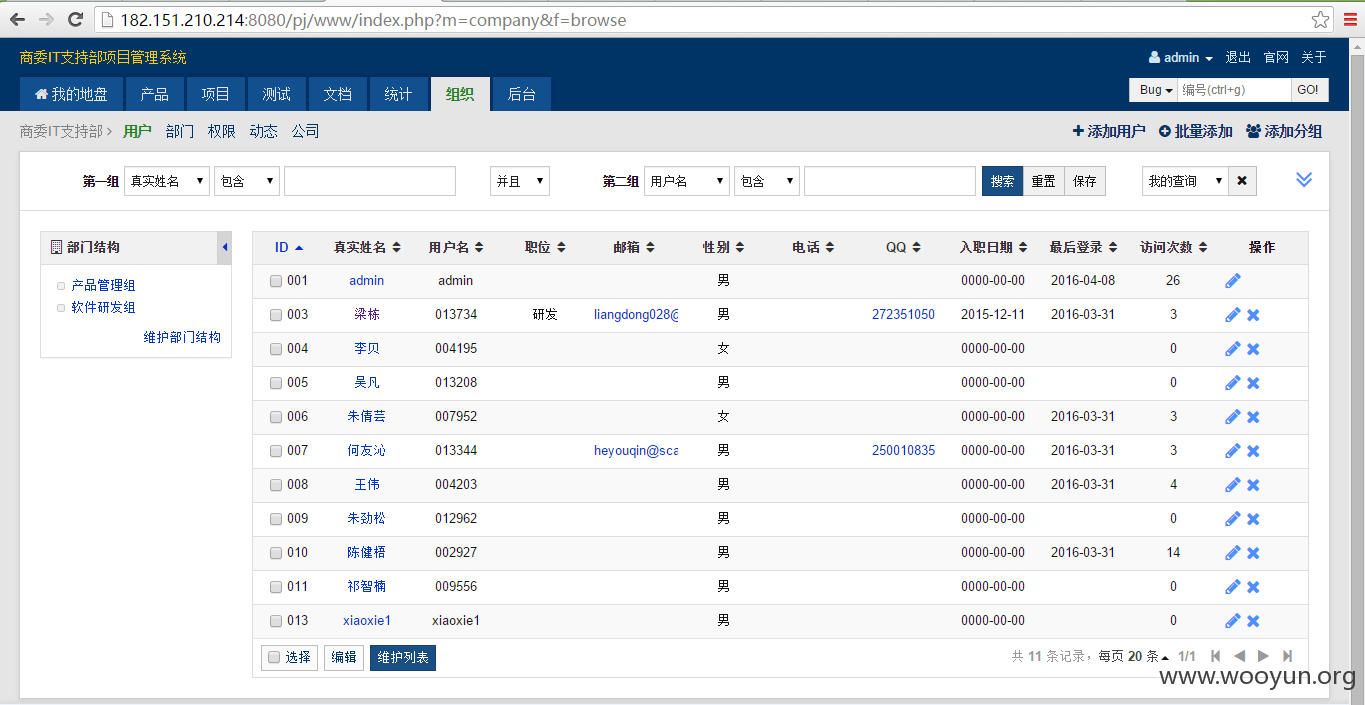 182.151.210.214:8080/pj/www/index.php?m=company&f=browse
商委IT支持部项目管理系统 admin 退出 官网 关于
我的地盘 产品 项目 测试 文档 统计 组织 后台 Bug 编号(ctrl+g) GO!
商委IT支持部 用户 部门 权限 动态 公司 添加用户 批量添加 添加分组
第一组 真实姓名 包含 并且 第二组 用户名 包含 搜索 重置 保存 我的查询
部门结构
产品管理组
软件研发组
维护部门结构
ID 真实姓名 用户名 职位 邮箱 性别 电话 QQ 入职日期 最后登录 访问次数 操作
001 admin admin 男 0000-00-00 2016-04-08 26
003 梁栋 013734 研发 liangdong028@ 男 272351050 2015-12-11 2016-03-31 3
004 李贝 004195 女 0000-00-00 0
005 吴凡 013208 男 0000-00-00 0
006 朱倩芸 007952 女 0000-00-00 2016-03-31 3
007 何友沁 013344 heyouqin@sca 男 250010835 0000-00-00 2016-03-31 3
008 王伟 004203 男 0000-00-00 2016-03-31 4
009 朱劲松 012962 男 0000-00-00 0
010 陈健梧 002927 男 0000-00-00 2016-03-31 14
011 祁智楠 009556 男 0000-00-00 0
013 xiaoxie1 xiaoxie1 男 0000-00-00 0
选择 编辑 维护列表 共 11 条记录，每页 20 条 1/1
www.wooyun.org